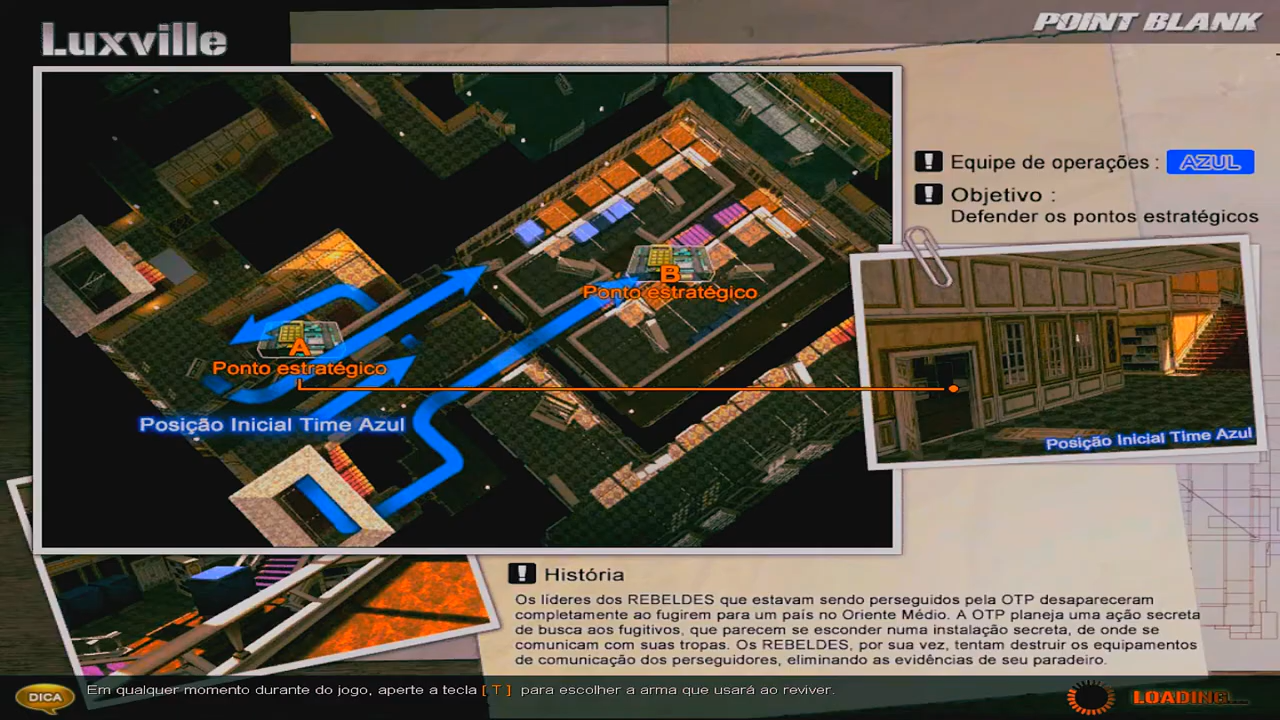 Luxville
POINT BLANK
Equipe de operações : AZUL
Objetivo :
Defender os pontos estratégicos
B
Ponto estratégico
A
Ponto estratégico
Posição Inicial Time Azul
Posição Inicial Time Azul
História
Os líderes dos REBELDES que estavam sendo perseguidos pela OTP desapareceram
completamente ao fugirem para um país no Oriente Médio. A OTP planeja uma ação secreta
de busca aos fugitivos, que parecem se esconder numa instalação secreta, de onde se
comunicam com suas tropas. Os REBELDES, por sua vez, tentam destruir os equipamentos
de comunicação dos perseguidores, eliminando as evidências de seu paradeiro.
DICA
Em qualquer momento durante do jogo, aperte a tecla [ T ] para escolher a arma que usará ao reviver.
LOADING...